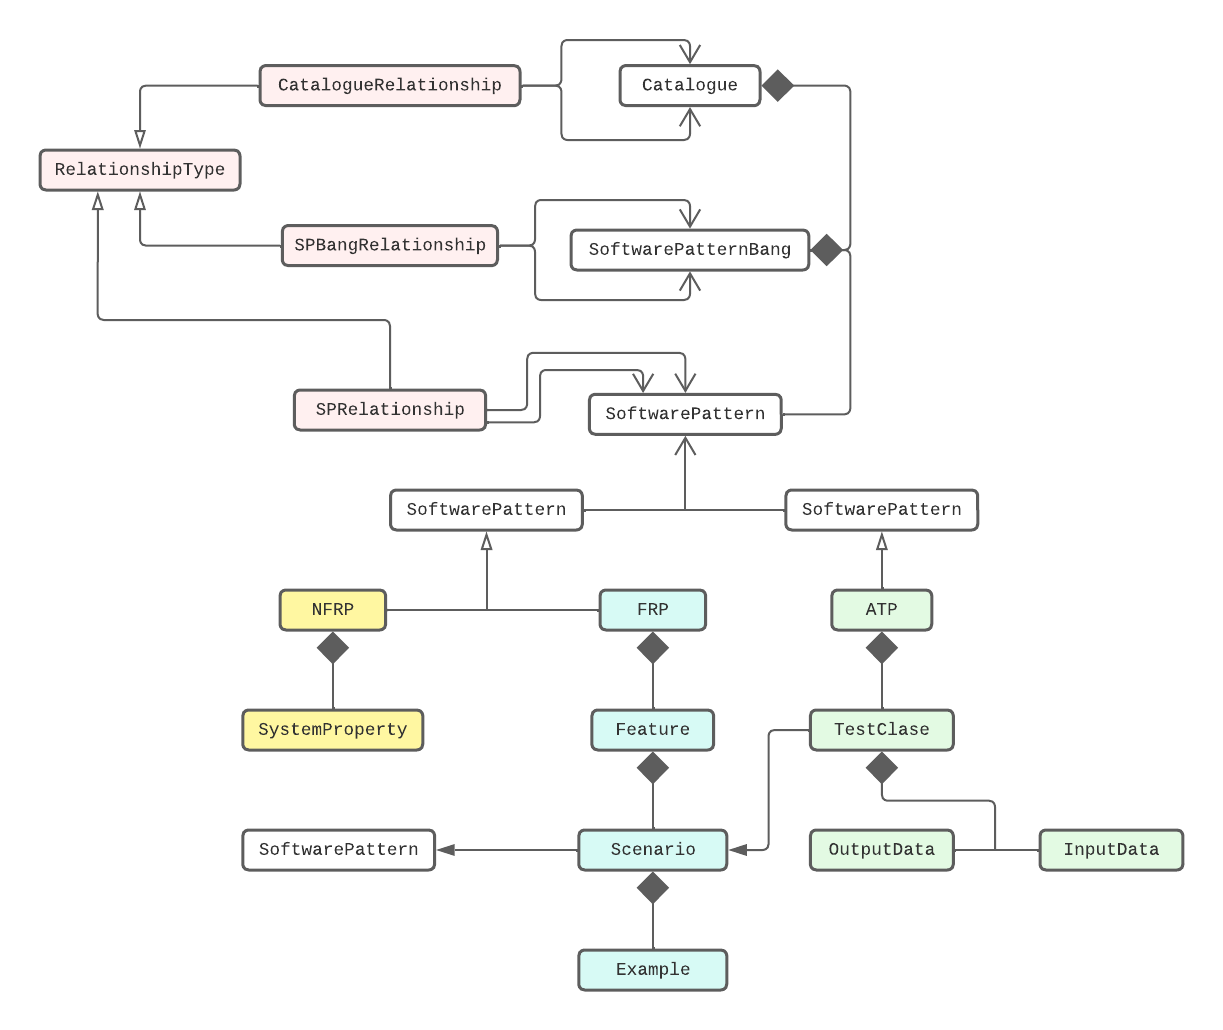 CatalogueRelationship
Catalogue
RelationshipType
SPBangRelationship
SoftwarePatternBang
SPRelationship
SoftwarePattern
SoftwarePattern
SoftwarePattern
NFRP
FRP
ATP
SystemProperty
Feature
TestClase
SoftwarePattern
Scenario
OutputData
InputData
Example